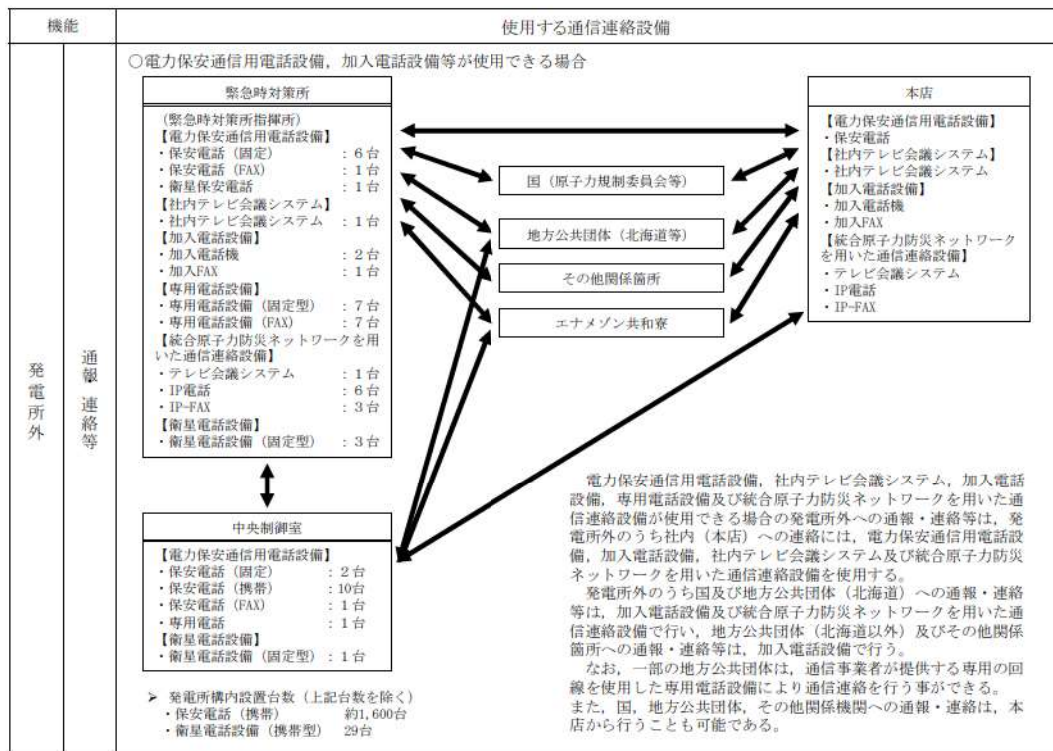 機能
使用する通信連絡設備
発電所外
通報・連絡等
○電力保安通信用電話設備，加入電話設備等が使用できる場合
緊急時対策所
(緊急時対策所指揮所)
【電力保安通信用電話設備】
・保安電話（固定） ：6台
・保安電話（FAX） ：1台
・衛星保安電話 ：1台
【社内テレビ会議システム】
・社内テレビ会議システム ：1台
【加入電話設備】
・加入電話機 ：2台
・加入FAX ：1台
【専用電話設備】
・専用電話設備（固定型） ：7台
・専用電話設備（FAX） ：7台
【統合原子力防災ネットワークを用
いた通信連絡設備】
・テレビ会議システム ：1台
・IP電話 ：6台
・IP-FAX ：3台
【衛星電話設備】
・衛星電話設備（固定型） ：3台
国（原子力規制委員会等）
地方公共団体（北海道等）
その他関係箇所
エナメゾン共和寮
本店
【電力保安通信用電話設備】
・保安電話
【社内テレビ会議システム】
・社内テレビ会議システム
【加入電話設備】
・加入電話機
・加入FAX
【統合原子力防災ネットワーク
を用いた通信連絡設備】
・テレビ会議システム
・IP電話
・IP-FAX
中央制御室
【電力保安通信用電話設備】
・保安電話（固定） ：2台
・保安電話（携帯） ：10台
・保安電話（FAX） ：1台
・専用電話 ：1台
【衛星電話設備】
・衛星電話設備（固定型）：1台
➢ 発電所構内設置台数（上記台数を除く）
・保安電話（携帯） 約1,600台
・衛星電話設備（携帯型） 29台
電力保安通信用電話設備，社内テレビ会議システム，加入電話
設備，専用電話設備及び統合原子力防災ネットワークを用いた通
信連絡設備が使用できる場合の発電所外への通報・連絡等は，発
電所外のうち社内（本店）への連絡には，電力保安通信用電話設
備，加入電話設備，社内テレビ会議システム及び統合原子力防災
ネットワークを用いた通信連絡設備を使用する。
発電所外のうち国及び地方公共団体（北海道）への通報・連絡
等は，加入電話設備及び統合原子力防災ネットワークを用いた通
信連絡設備で行い，地方公共団体（北海道以外）及びその他関係
箇所への通報・連絡等は，加入電話設備で行う。
なお，一部の地方公共団体は，通信事業者が提供する専用の回
線を使用した専用電話設備により通信連絡を行う事ができる。
また，国，地方公共団体，その他関係機関への通報・連絡は，本
店から行うことも可能である。